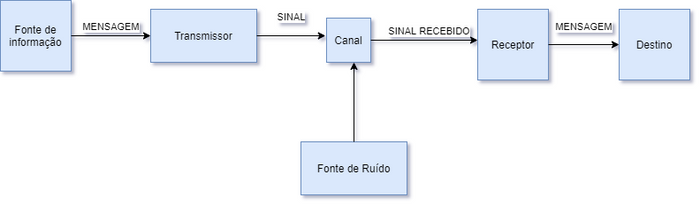 Fonte de
informação
MENSAGEM
Transmissor
SINAL
Canal
SINAL RECEBIDO
Receptor
MENSAGEM
Destino
Fonte de Ruído